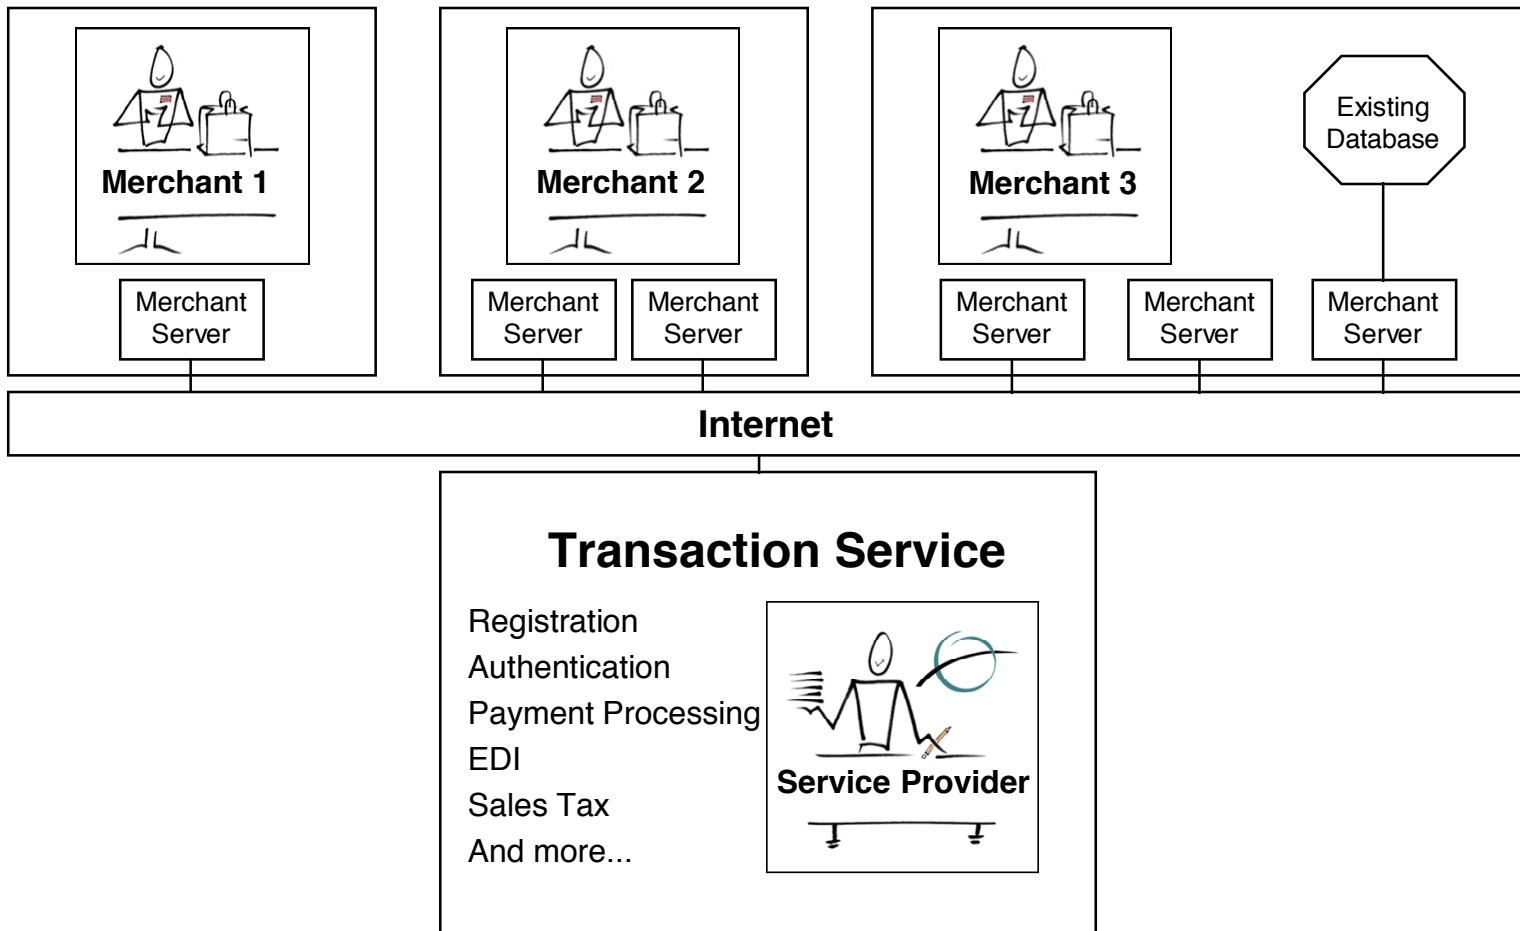 Merchant 1
Merchant
Server
Merchant 2
Merchant
Server
Merchant
Server
Merchant 3
Existing
Database
Merchant
Server
Merchant
Server
Merchant
Server
Internet
Transaction Service
Registration
Authentication
Payment Processing
EDI
Sales Tax
And more...
Service Provider